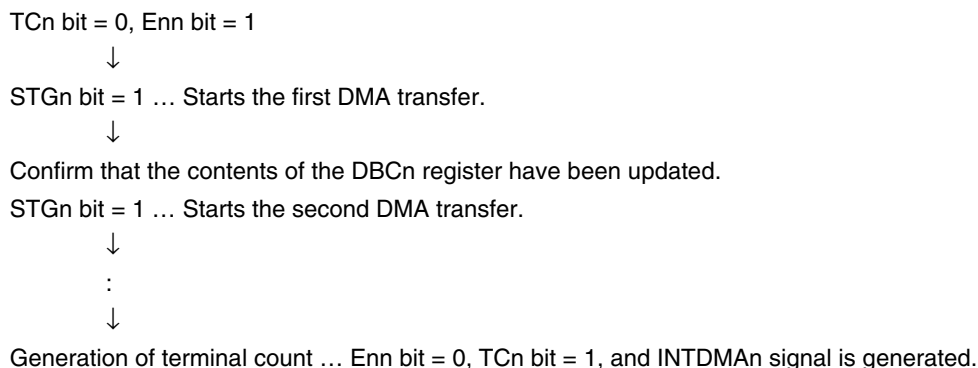 TCn bit = 0, Enn bit = 1
↓
STGn bit = 1 … Starts the first DMA transfer.
↓
Confirm that the contents of the DBCn register have been updated.
STGn bit = 1 … Starts the second DMA transfer.
↓
:
↓
Generation of terminal count … Enn bit = 0, TCn bit = 1, and INTDMAn signal is generated.